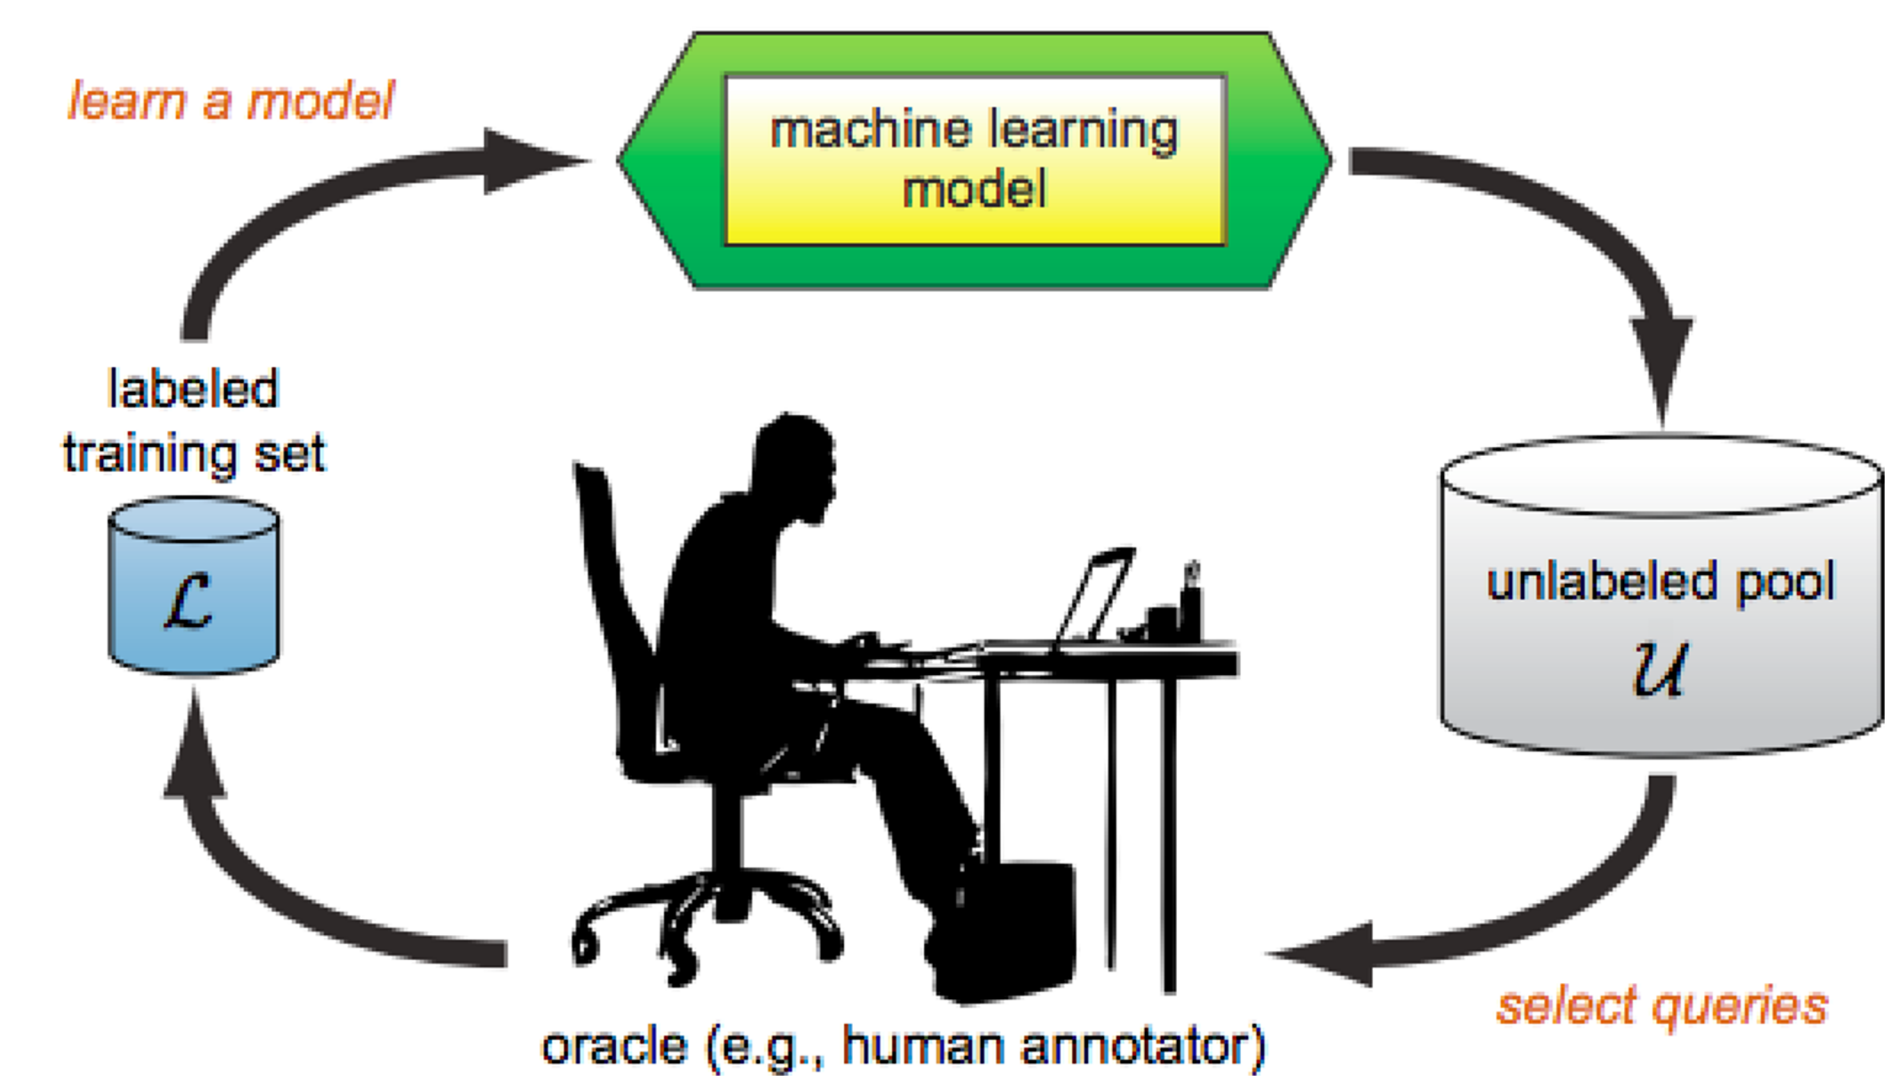 learn a model
machine learning
model
labeled
training set
ℒ
unlabeled pool
𝒰
select queries
oracle (e.g., human annotator)